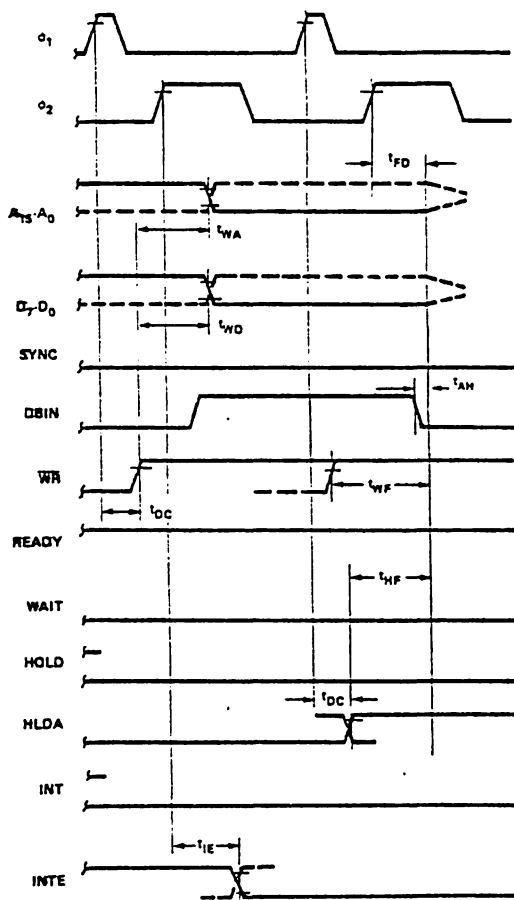 ϕ1
ϕ2
tFD
A15-A0
tWA
D7-D0
tWD
SYNC
tAH
DBIN
WR
tWF
tDC
READY
tHF
WAIT
HOLD
tDC
HLDA
INT
tIE
INTE